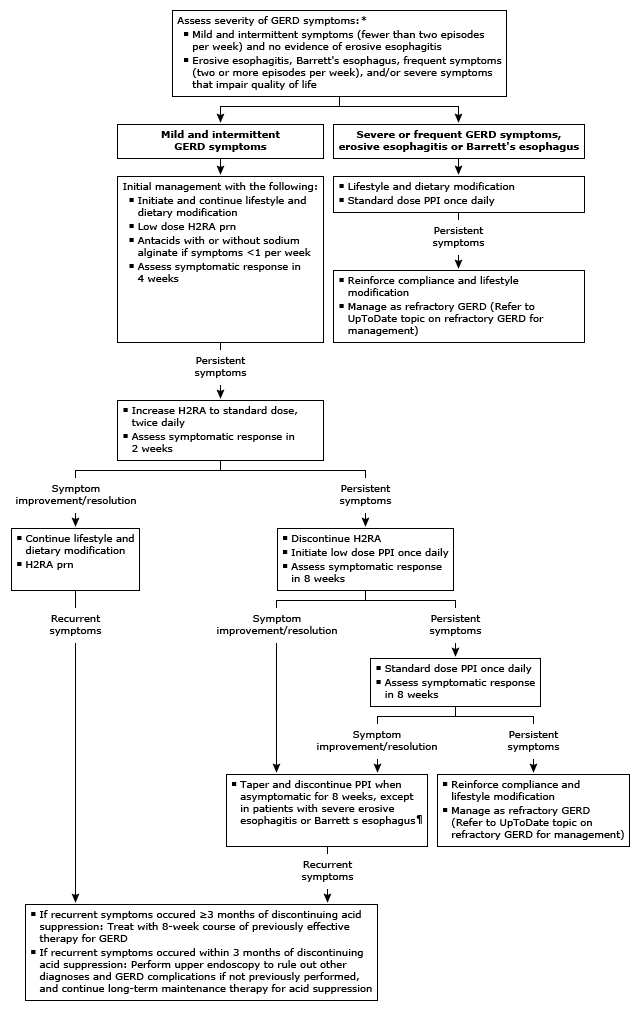 Assess severity of GERD symptoms:*
▪ Mild and intermittent symptoms (fewer than two episodes
per week) and no evidence of erosive esophagitis
▪ Erosive esophagitis, Barrett's esophagus, frequent symptoms
(two or more episodes per week), and/or severe symptoms
that impair quality of life
Mild and intermittent
GERD symptoms
Severe or frequent GERD symptoms,
erosive esophagitis or Barrett's esophagus
Initial management with the following:
▪ Initiate and continue lifestyle and
dietary modification
▪ Low dose H2RA prn
▪ Antacids with or without sodium
alginate if symptoms <1 per week
▪ Assess symptomatic response in
4 weeks
▪ Lifestyle and dietary modification
▪ Standard dose PPI once daily
Persistent
symptoms
▪ Reinforce compliance and lifestyle
modification
▪ Manage as refractory GERD (Refer to
UpToDate topic on refractory GERD for
management)
Persistent
symptoms
▪ Increase H2RA to standard dose,
twice daily
▪ Assess symptomatic response in
2 weeks
Symptom
improvement/resolution
Persistent
symptoms
▪ Continue lifestyle and
dietary modification
▪ H2RA prn
▪ Discontinue H2RA
▪ Initiate low dose PPI once daily
▪ Assess symptomatic response
in 8 weeks
Recurrent
symptoms
Symptom
improvement/resolution
Persistent
symptoms
▪ Standard dose PPI once daily
▪ Assess symptomatic response
in 8 weeks
Symptom
improvement/resolution
Persistent
symptoms
▪ Taper and discontinue PPI when
asymptomatic for 8 weeks, except
in patients with severe erosive
esophagitis or Barrett s esophagus¶
▪ Reinforce compliance and
lifestyle modification
▪ Manage as refractory GERD
(Refer to UpToDate topic on
refractory GERD for management)
Recurrent
symptoms
▪ If recurrent symptoms occured ≥3 months of discontinuing acid
suppression: Treat with 8-week course of previously effective
therapy for GERD
▪ If recurrent symptoms occured within 3 months of discontinuing
acid suppression: Perform upper endoscopy to rule out other
diagnoses and GERD complications if not previously performed,
and continue long-term maintenance therapy for acid suppression